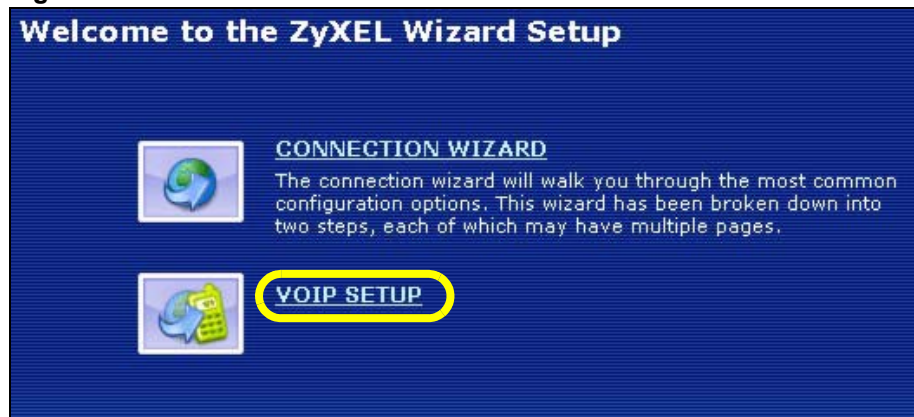 Welcome to the ZyXEL Wizard Setup
CONNECTION WIZARD
The connection wizard will walk you through the most common
configuration options. This wizard has been broken down into
two steps, each of which may have multiple pages.
VOIP SETUP